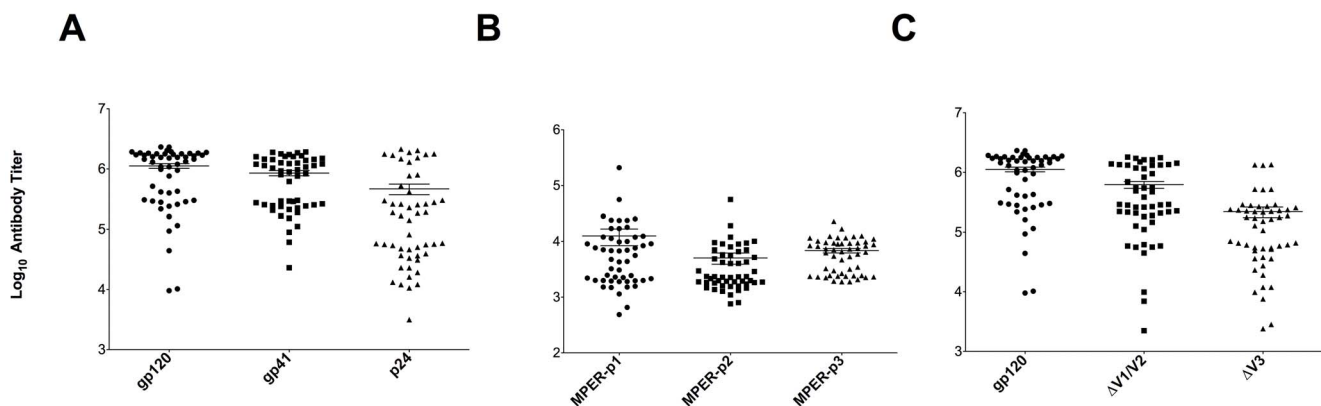 A
B
C
Log10 Antibody Titer
7
6
5
4
3
gp120
gp41
p24
6
5
4
3
2
MPER-p1
MPER-p2
MPER-p3
7
6
5
4
3
gp120
ΔV1/V2
ΔV3